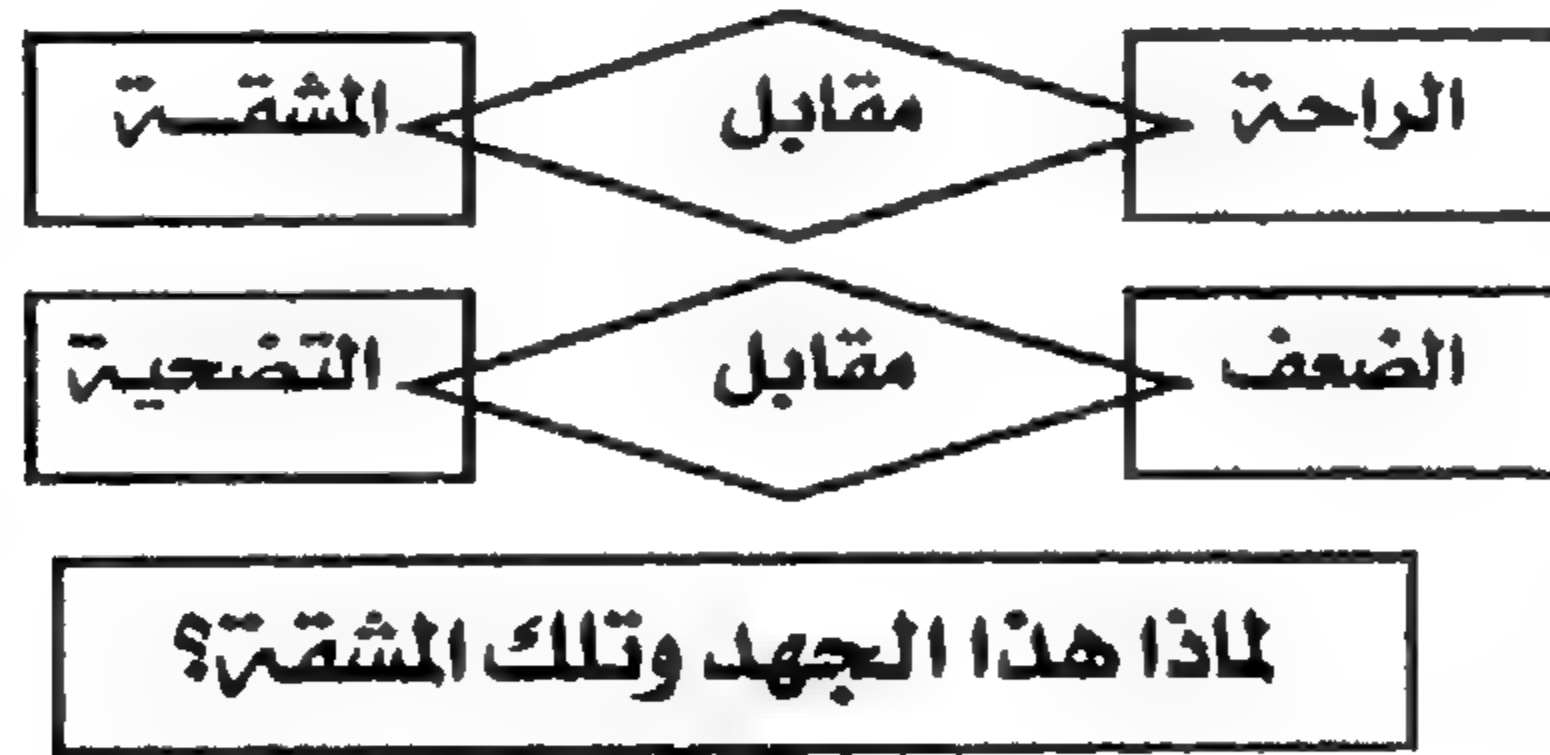 الراحة مقابل المشقة
الضعف مقابل التضحية
لماذا هذا الجهد وتلك المشقة؟